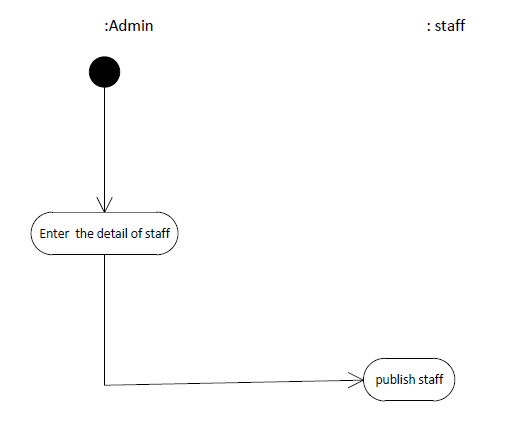 :Admin
: staff
Enter the detail of staff
publish staff